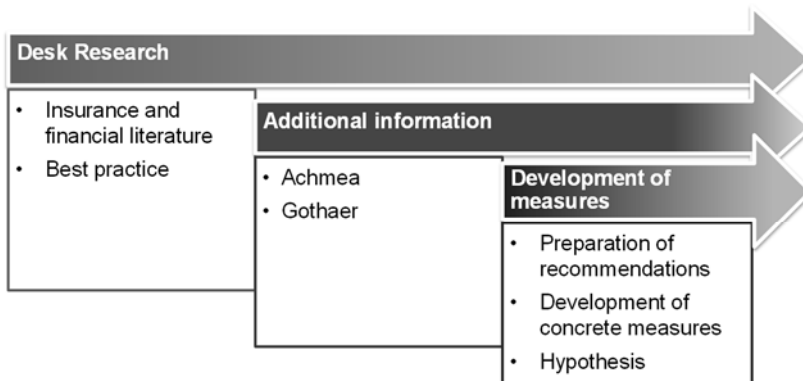 Desk Research
• Insurance and
financial literature
• Best practice
Additional information
• Achmea
• Gothaer
Development of
measures
• Preparation of
recommendations
• Development of
concrete measures
• Hypothesis